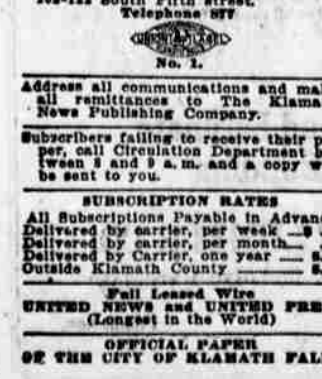 South Fifth Street.
Telephone 877
No. 1.
Address all communications and ma
all remittances to The Klama
News Publishing Company.
Subscribers failing to receive their p
per, call Circulation Department b
tween 8 and 9 a. m. and a copy w
be sent to you.
SUBSCRIPTION RATES
All Subscriptions Payable in Advan
Delivered by carrier, per week $
Delivered by carrier, per month
Delivered by Carrier, one year
Outside Klamath County
Full Leased Wire
UNITED NEWS and UNITED PRE
(Longest in the World)
OFFICIAL PAPER
OF THE CITY OF KLAMATH FAL